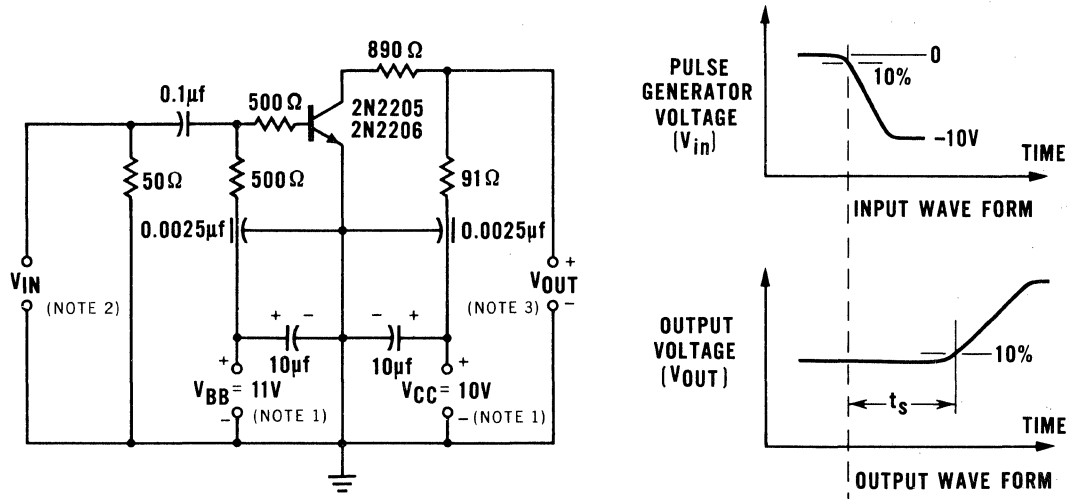 890 Ω
0.1µf
500Ω
2N2205
2N2206
50Ω
500Ω
91Ω
0.0025µf
0.0025µf
VIN
(NOTE 2)
+
VOUT
(NOTE 3)
−
+ −
10µf
− +
10µf
+
VBB = 11V
− (NOTE 1)
+
VCC = 10V
− (NOTE 1)
PULSE
GENERATOR
VOLTAGE
(Vin)
0
10%
−10V
TIME
INPUT WAVE FORM
OUTPUT
VOLTAGE
(VOUT)
10%
ts
TIME
OUTPUT WAVE FORM